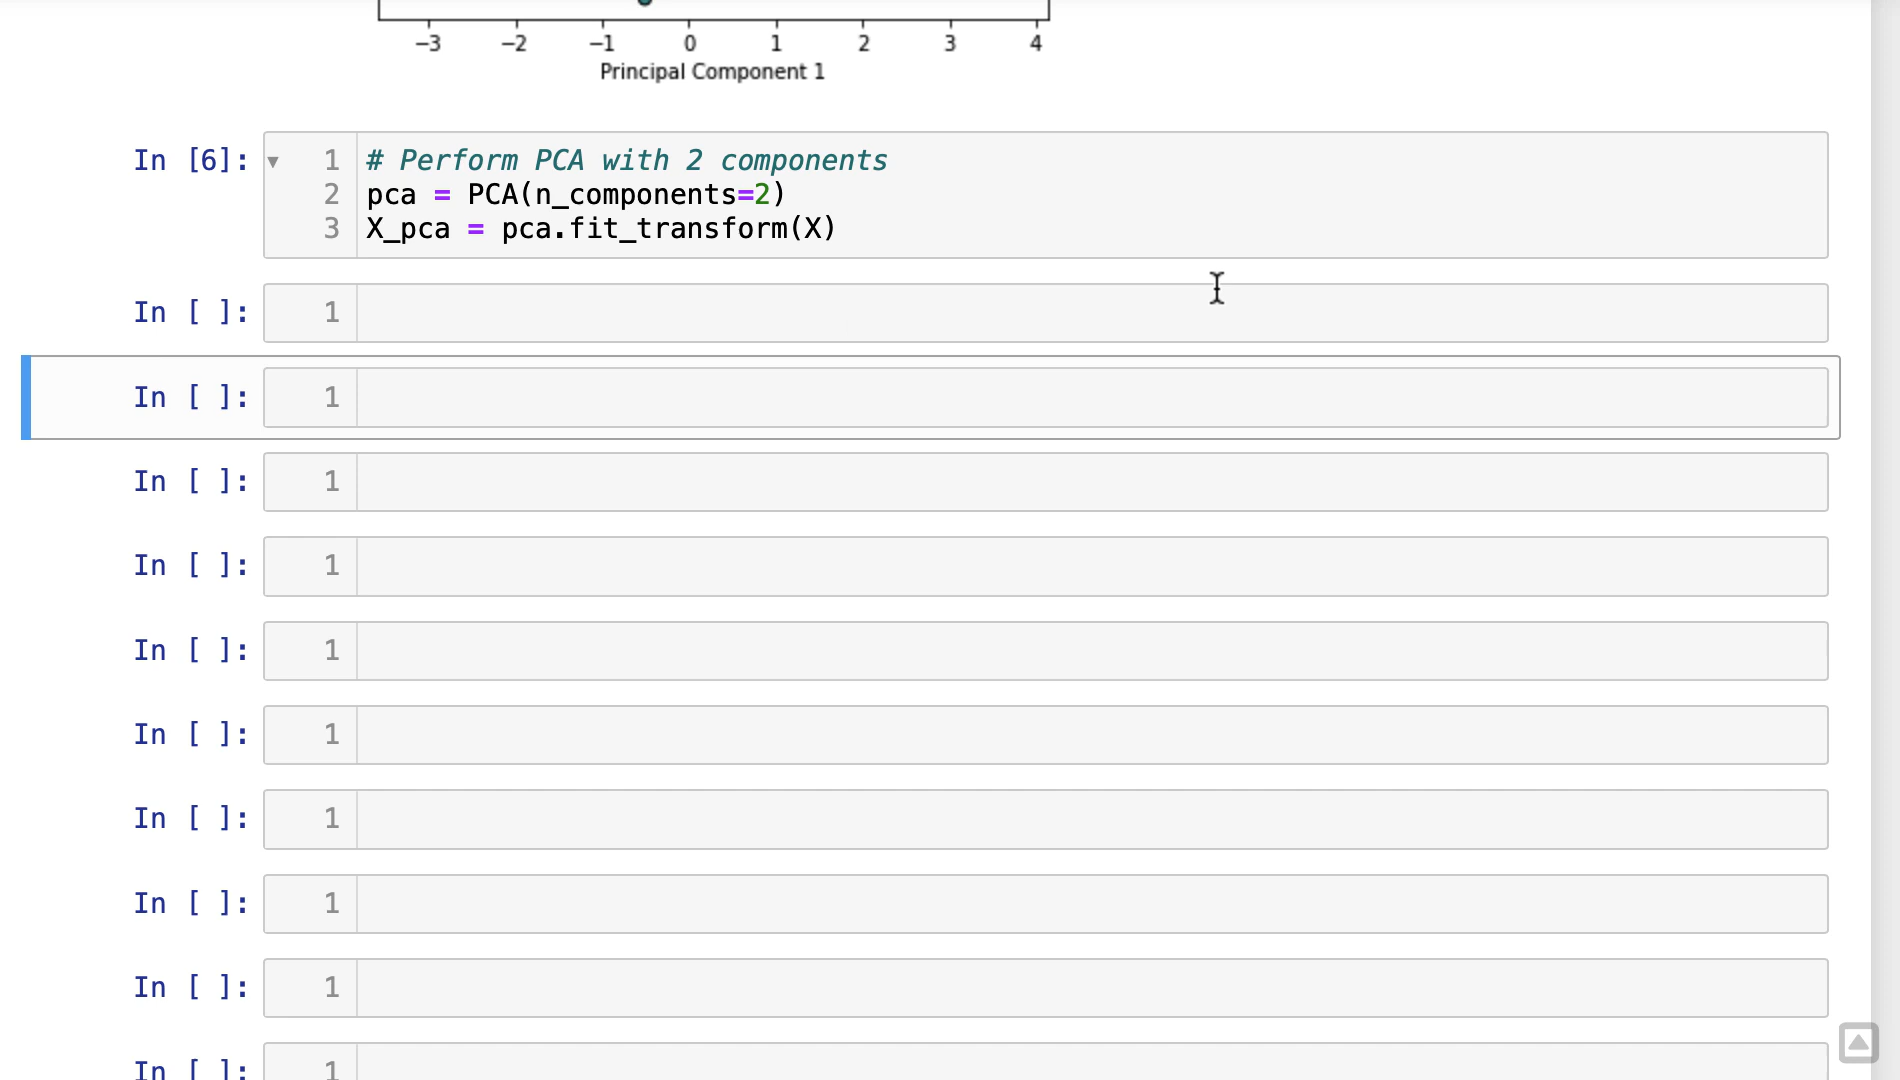 −3 −2 −1 0 1 2 3 4
Principal Component 1
In [6]: 1 # Perform PCA with 2 components
2 pca = PCA(n_components=2)
3 X_pca = pca.fit_transform(X)
In [ ]: 1
In [ ]: 1
In [ ]: 1
In [ ]: 1
In [ ]: 1
In [ ]: 1
In [ ]: 1
In [ ]: 1
In [ ]: 1
In [ ]: 1